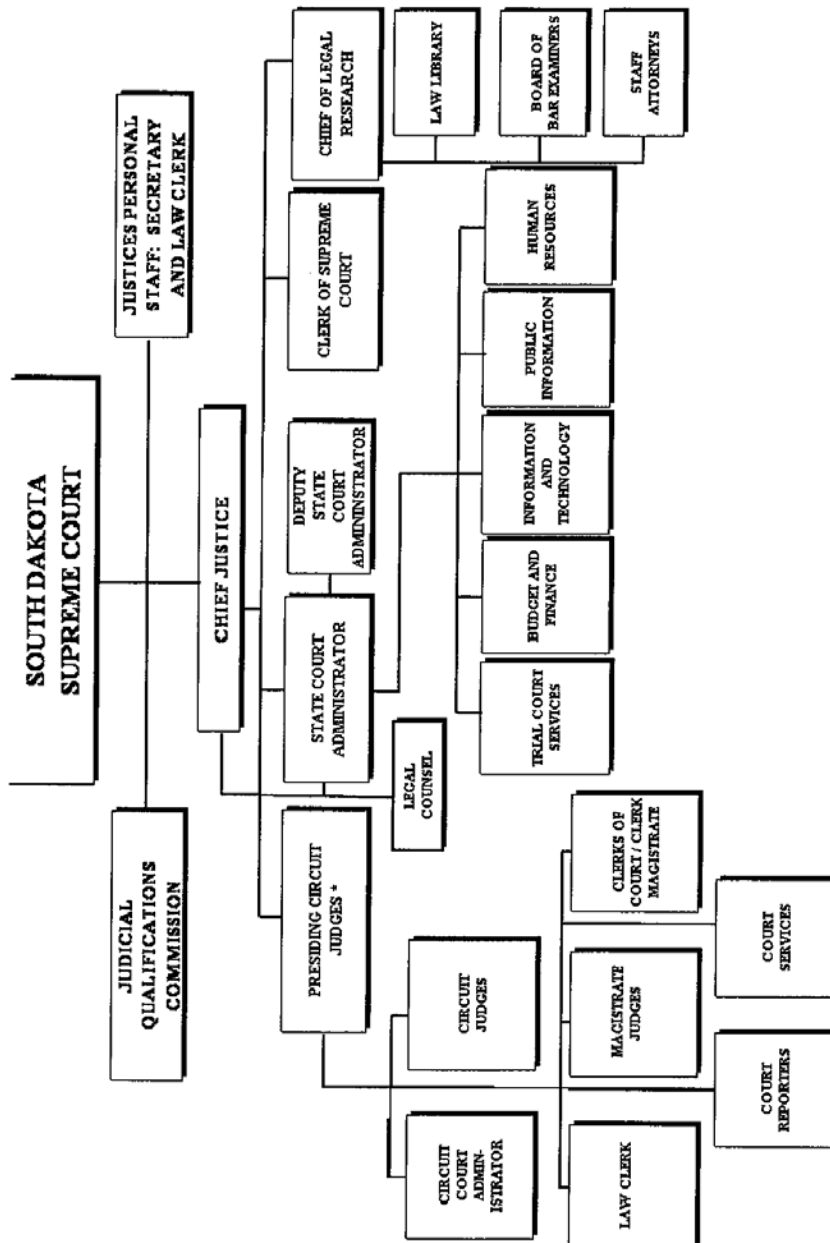 SOUTH DAKOTA
SUPREME COURT
JUDICIAL
QUALIFICATIONS
COMMISSION
JUSTICES PERSONAL
STAFF: SECRETARY
AND LAW CLERK
CHIEF JUSTICE
PRESIDING CIRCUIT
JUDGES *
STATE COURT
ADMINISTRATOR
DEPUTY
STATE
COURT
ADMININSTRATOR
CLERK OF SUPREME
COURT
CHIEF OF LEGAL
RESEARCH
LEGAL
COUNSEL
LAW LIBRARY
BOARD OF
BAR EXAMINERS
STAFF
ATTORNEYS
CIRCUIT
COURT
ADMIN-
ISTRATOR
CIRCUIT
JUDGES
TRIAL COURT
SERVICES
BUDGET AND
FINANCE
INFORMATION
AND
TECHNOLOGY
PUBLIC
INFORMATION
HUMAN
RESOURCES
LAW CLERK
MAGISTRATE
JUDGES
CLERKS OF
COURT / CLERK
MAGISTRATE
COURT
REPORTERS
COURT
SERVICES